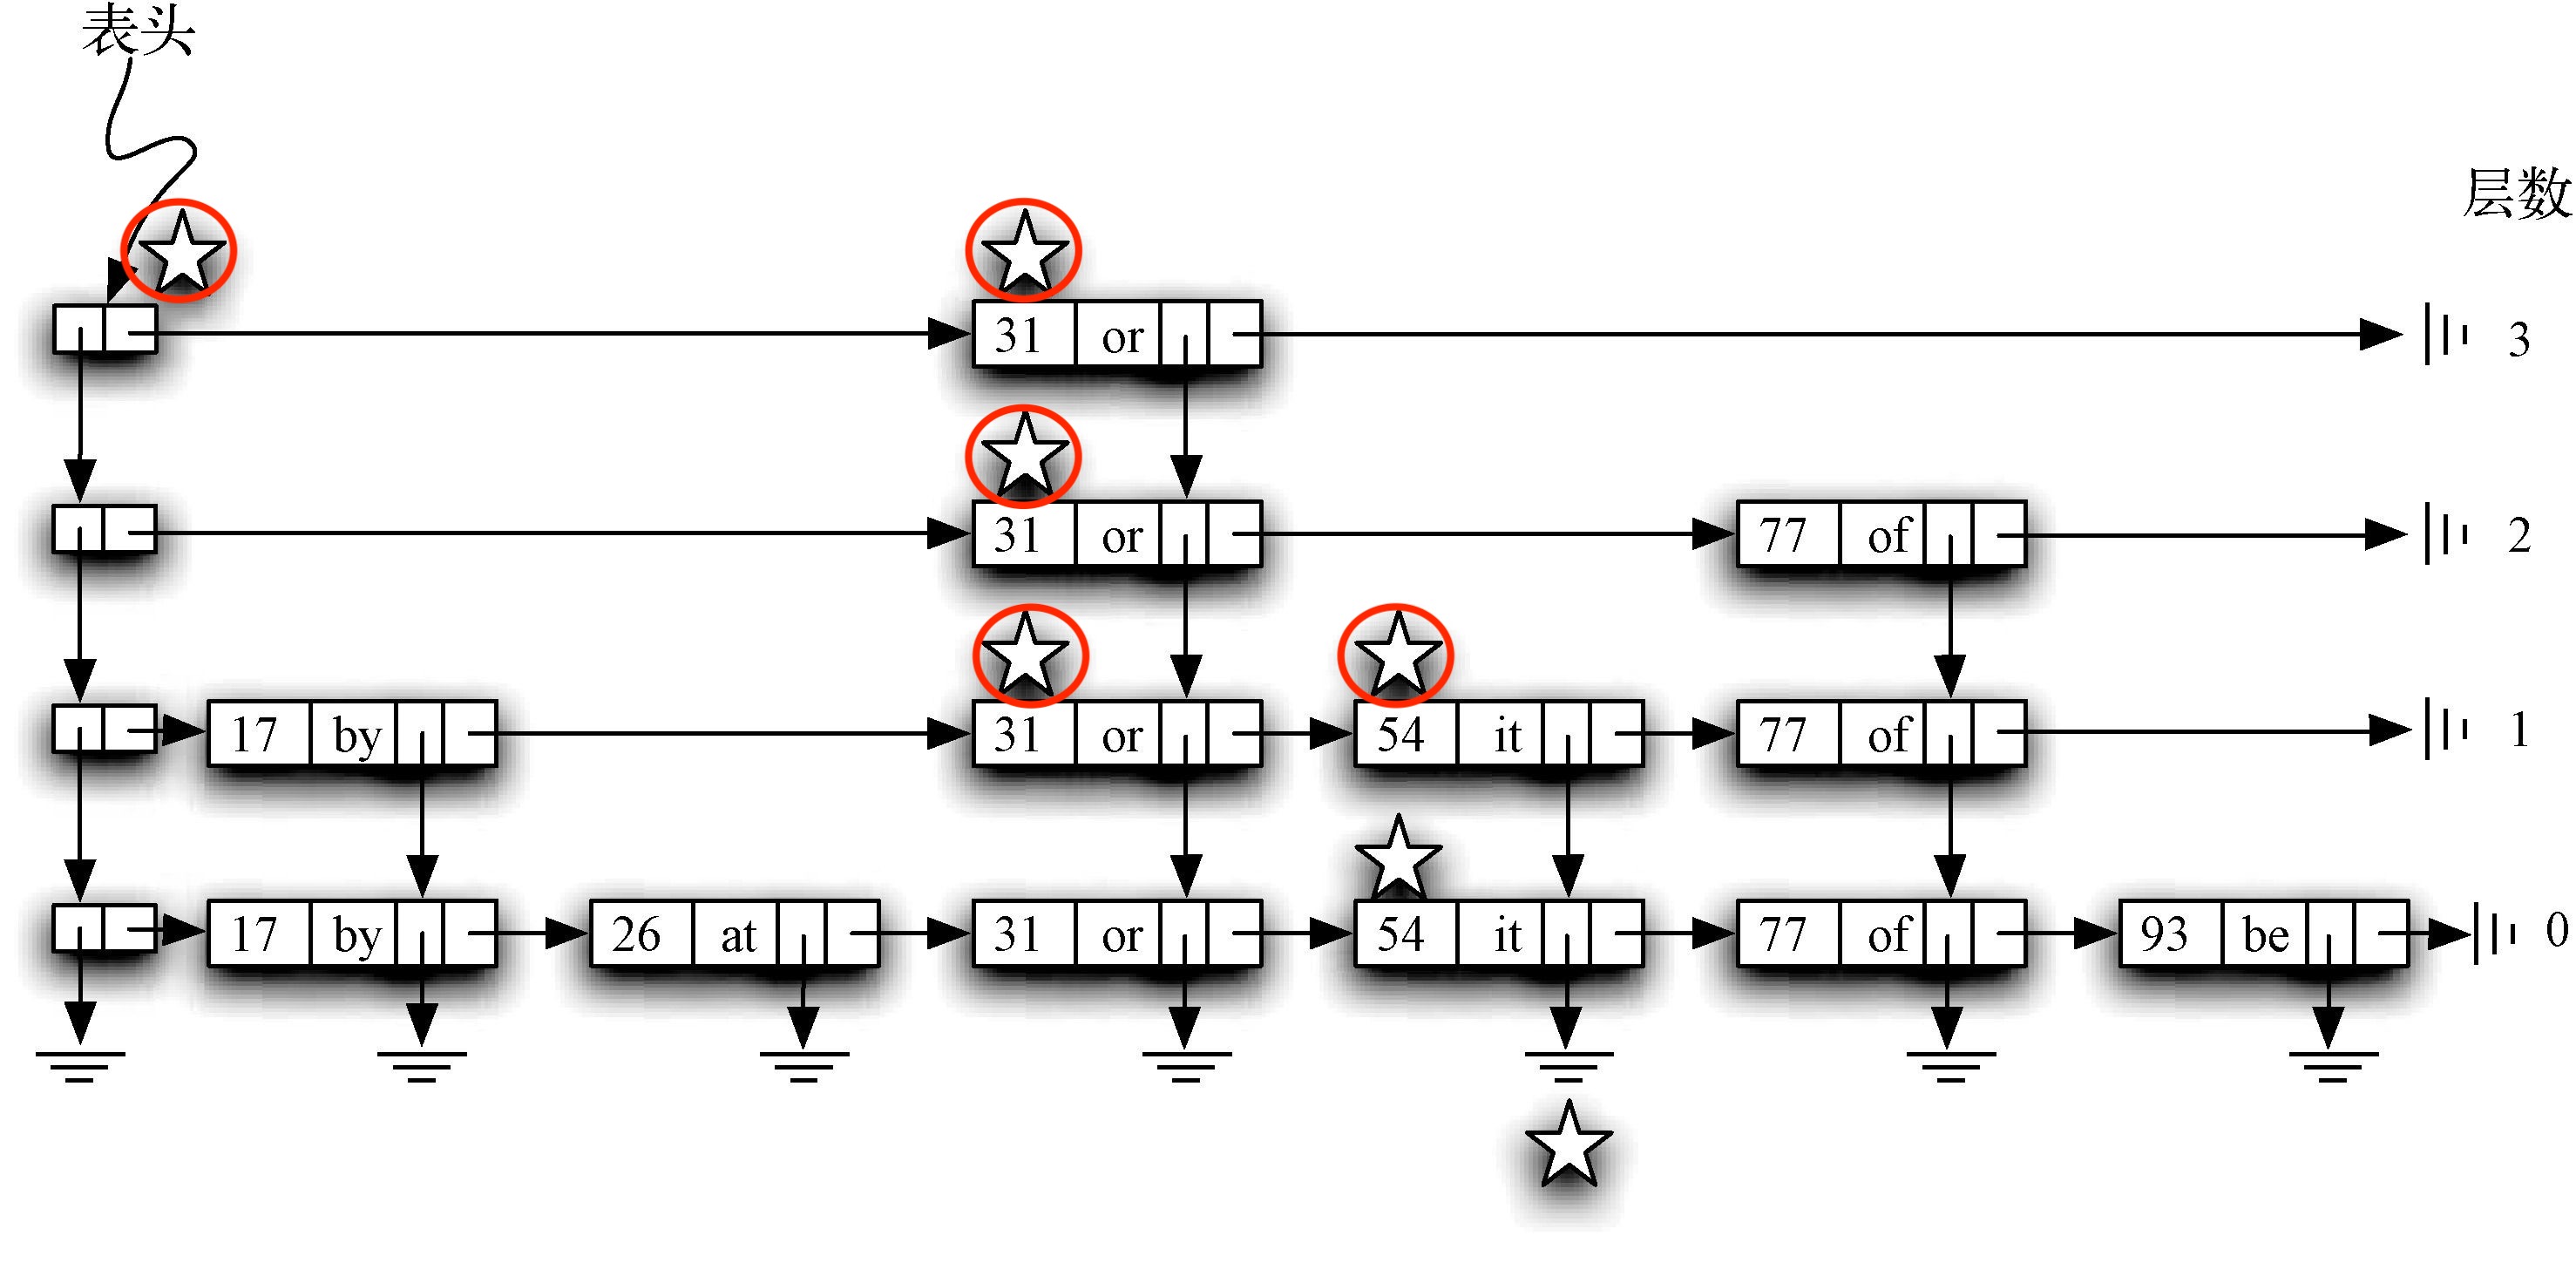 表头
层数
31 or 3
31 or 77 of 2
17 by 31 or 54 it 77 of 1
17 by 26 at 31 or 54 it 77 of 93 be 0